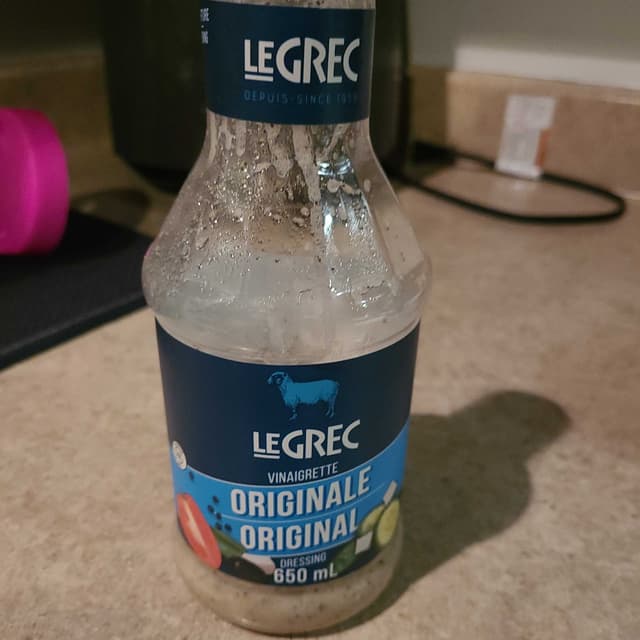 LEGREC
DEPUIS · SINCE
LEGREC
VINAIGRETTE
ORIGINALE
ORIGINAL
DRESSING
650 mL